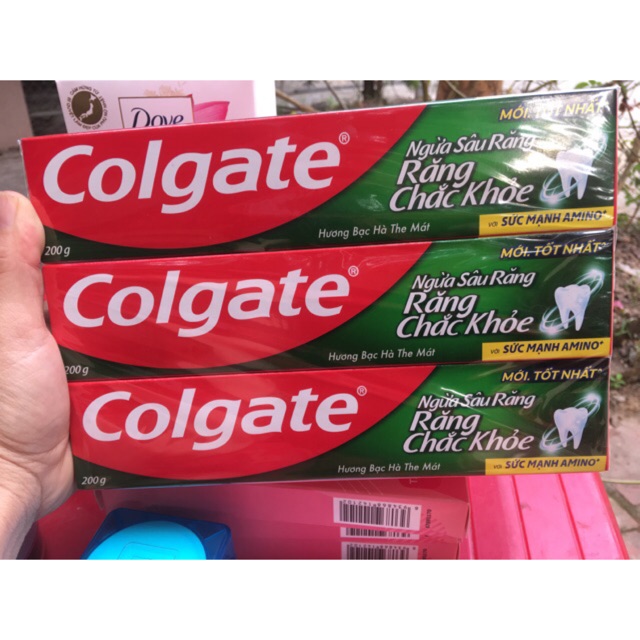 Dove
MỚI. TỐT NHẤT*
Colgate®
Ngừa Sâu Răng
Răng
Chắc Khỏe
VỚI SỨC MẠNH AMINO*
Hương Bạc Hà The Mát
200g
MỚI. TỐT NHẤT*
Colgate®
Ngừa Sâu Răng
Răng
Chắc Khỏe
VỚI SỨC MẠNH AMINO*
Hương Bạc Hà The Mát
200g
MỚI. TỐT NHẤT*
Colgate®
Ngừa Sâu Răng
Răng
Chắc Khỏe
VỚI SỨC MẠNH AMINO*
Hương Bạc Hà The Mát
200g